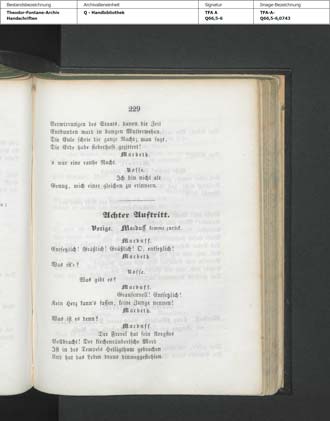 Bestandsbezeichnung
Archivalieneinheit
Signatur
Image-Bezeichnung
Theodor-Fontane-Archiv
Handschriften
Q - Handbibliothek
TFA A
Q66,5-6
TFA-A-
Q66,5-6,0743
229
Verwirrungen des Staats, davon die Zeit
Entbunden ward in bangen Mutterwehen.
Die Eule schrie die ganze Nacht; man sagt,
Die Erde habe fieberhaft gezittert!
Macbeth.
's war eine rauhe Nacht.
Rosse.
Ich bin nicht alt
Genug, mich einer gleichen zu erinnern.
Achter Auftritt.
Vorige. Macduff kommt zurück.
Macduff.
Entsetzlich! Gräßlich! Gräßlich! O, entsetzlich!
Macbeth.
Was ist's?
Rosse.
Was gibt es?
Macduff.
Grauenvoll! Entsetzlich!
Kein Herz kann's fassen, keine Zunge nennen!
Macbeth.
Was ist es denn?
Macduff.
Der Frevel hat sein Aergstes
Vollbracht! Der kirchenräuberische Mord
Ist in des Tempels Heiligthum gebrochen
Und hat das Leben draus hinweggestohlen.